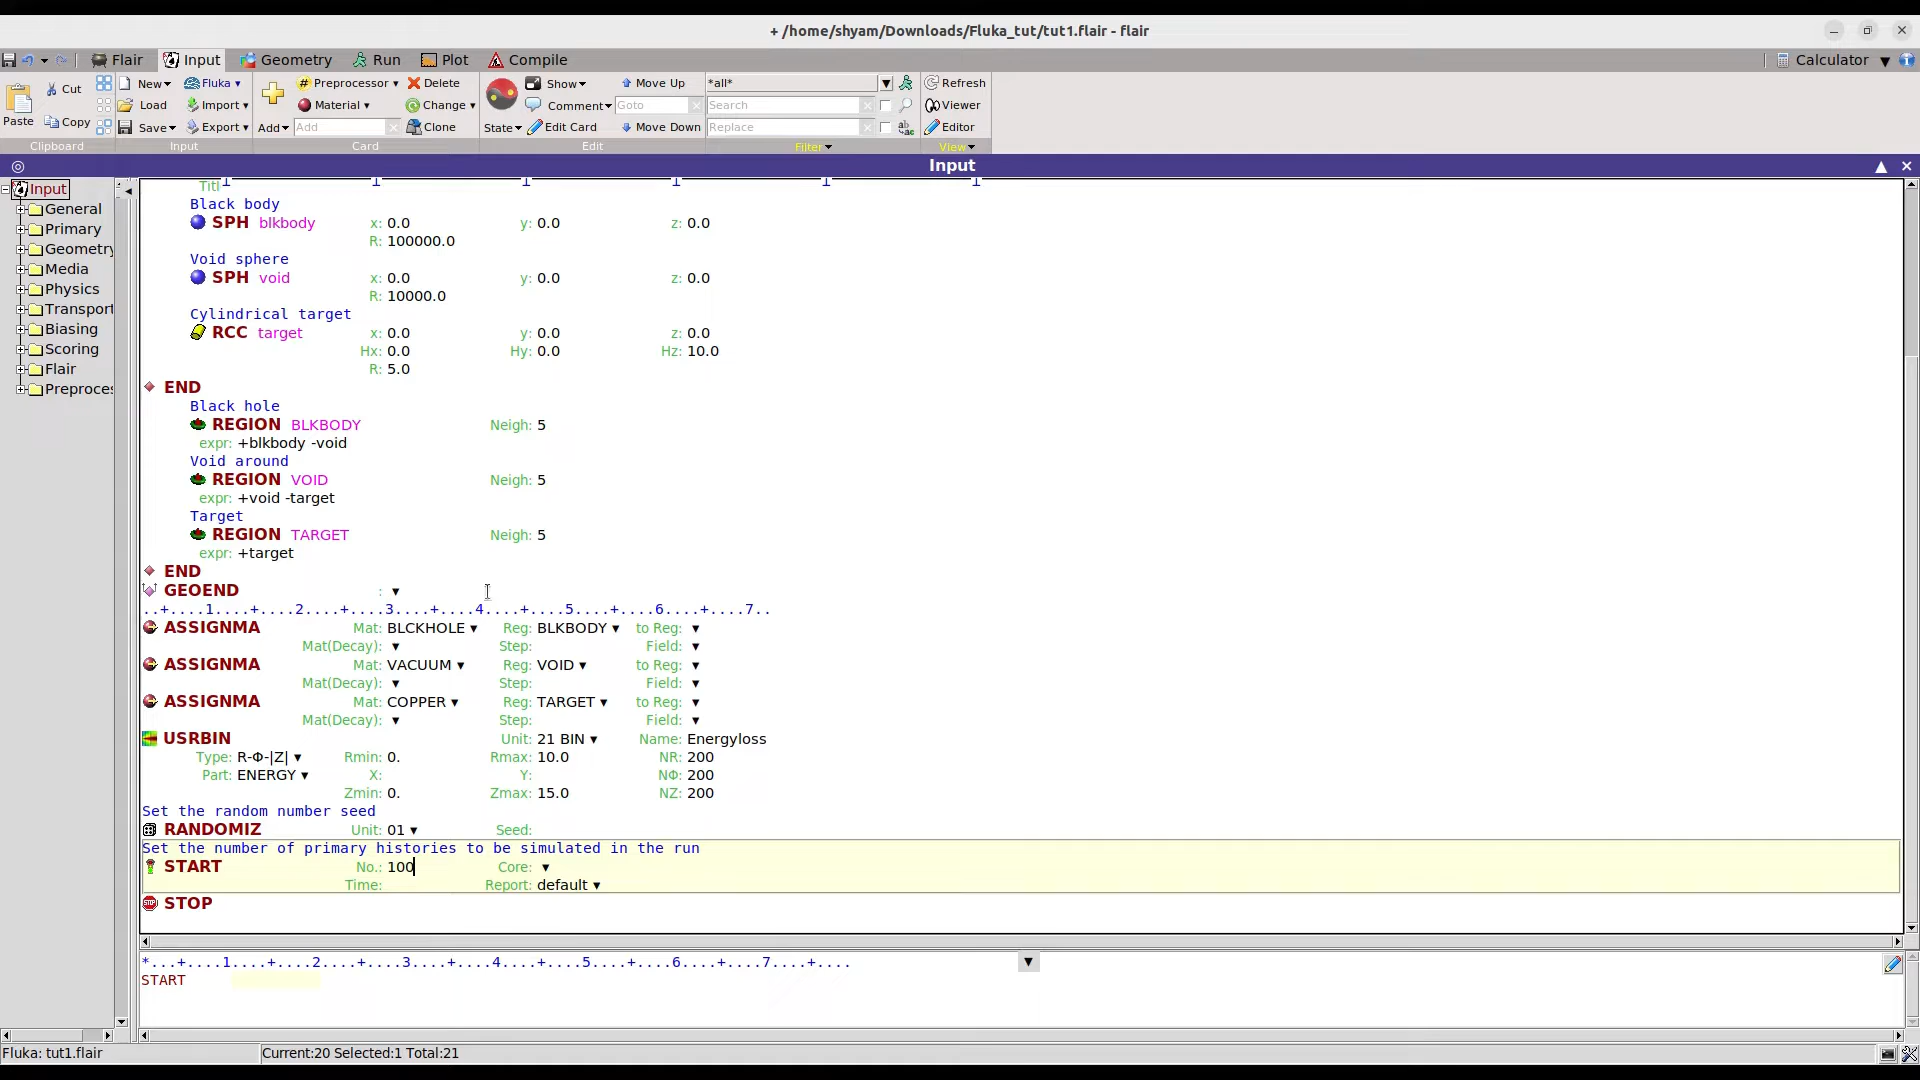 + /home/shyam/Downloads/Fluka_tut/tut1.flair - flair
Flair Input Geometry Run Plot Compile Calculator
Paste Cut Copy Clipboard
New Fluka
Load Import
Save Export
Input
Add Preprocessor Delete
Material Change
Add Clone
Card
State Show Move Up
Comment Goto
Edit Card Move Down
Edit
*all*
Search
Replace
Filter
Refresh
Viewer
Editor
View
Input
Input
General
Primary
Geometry
Media
Physics
Transport
Biasing
Scoring
Flair
Preproces
Titl
Black body
SPH blkbody x: 0.0 y: 0.0 z: 0.0
R: 100000.0
Void sphere
SPH void x: 0.0 y: 0.0 z: 0.0
R: 10000.0
Cylindrical target
RCC target x: 0.0 y: 0.0 z: 0.0
Hx: 0.0 Hy: 0.0 Hz: 10.0
R: 5.0
END
Black hole
REGION BLKBODY Neigh: 5
expr: +blkbody -void
Void around
REGION VOID Neigh: 5
expr: +void -target
Target
REGION TARGET Neigh: 5
expr: +target
END
GEOEND :
..+....1....+....2....+....3....+....4....+....5....+....6....+....7..
ASSIGNMA Mat: BLCKHOLE Reg: BLKBODY to Reg:
Mat(Decay): Step: Field:
ASSIGNMA Mat: VACUUM Reg: VOID to Reg:
Mat(Decay): Step: Field:
ASSIGNMA Mat: COPPER Reg: TARGET to Reg:
Mat(Decay): Step: Field:
USRBIN Unit: 21 BIN Name: Energyloss
Type: R-Φ-|Z| Rmin: 0. Rmax: 10.0 NR: 200
Part: ENERGY X: Y: NΦ: 200
Zmin: 0. Zmax: 15.0 NZ: 200
Set the random number seed
RANDOMIZ Unit: 01 Seed:
Set the number of primary histories to be simulated in the run
START No.: 100 Core:
Time: Report: default
STOP
*...+....1....+....2....+....3....+....4....+....5....+....6....+....7....+....
START
Fluka: tut1.flair Current:20 Selected:1 Total:21